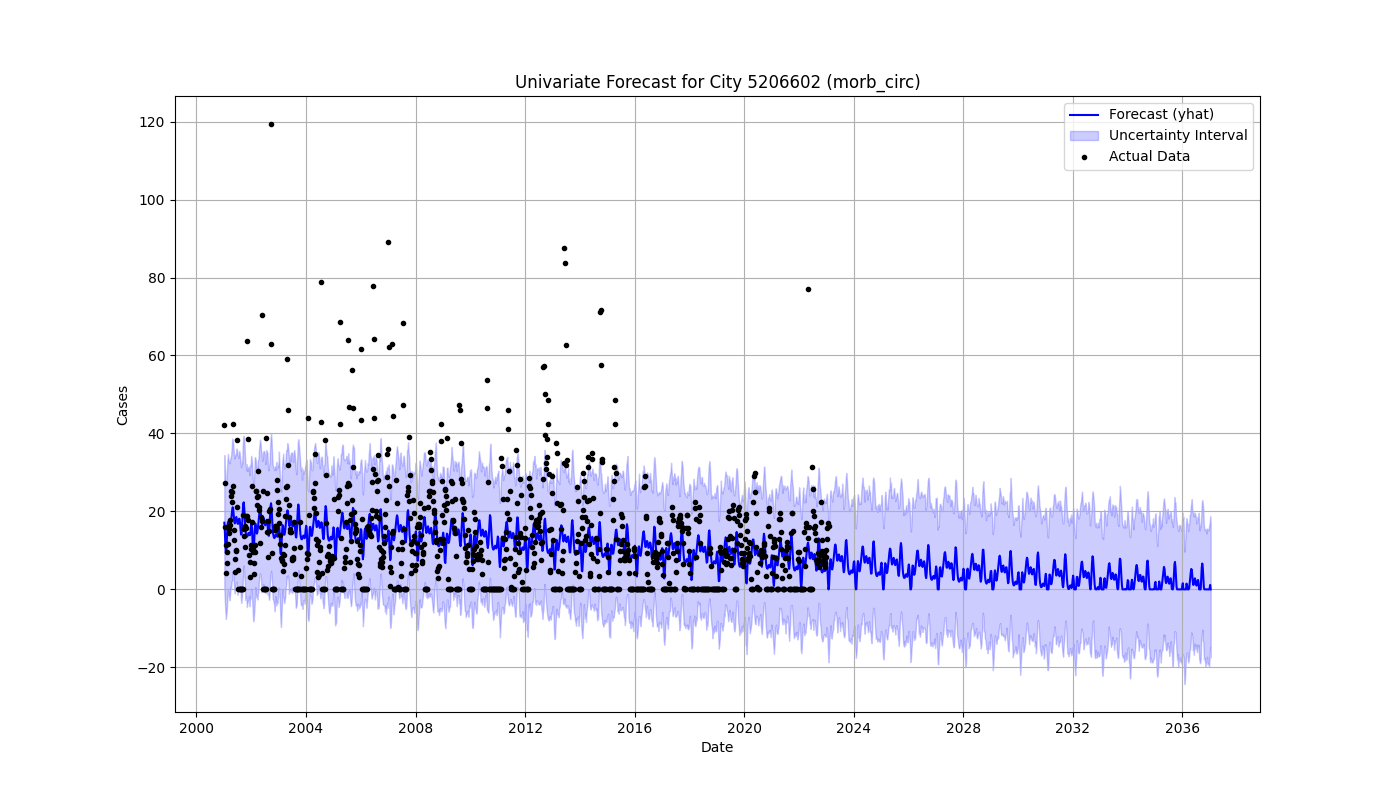 Univariate Forecast for City 5206602 (morb_circ)
Forecast (yhat)
Uncertainty Interval
Actual Data
120
100
80
60
40
20
0
−20
Cases
2000 2004 2008 2012 2016 2020 2024 2028 2032 2036
Date